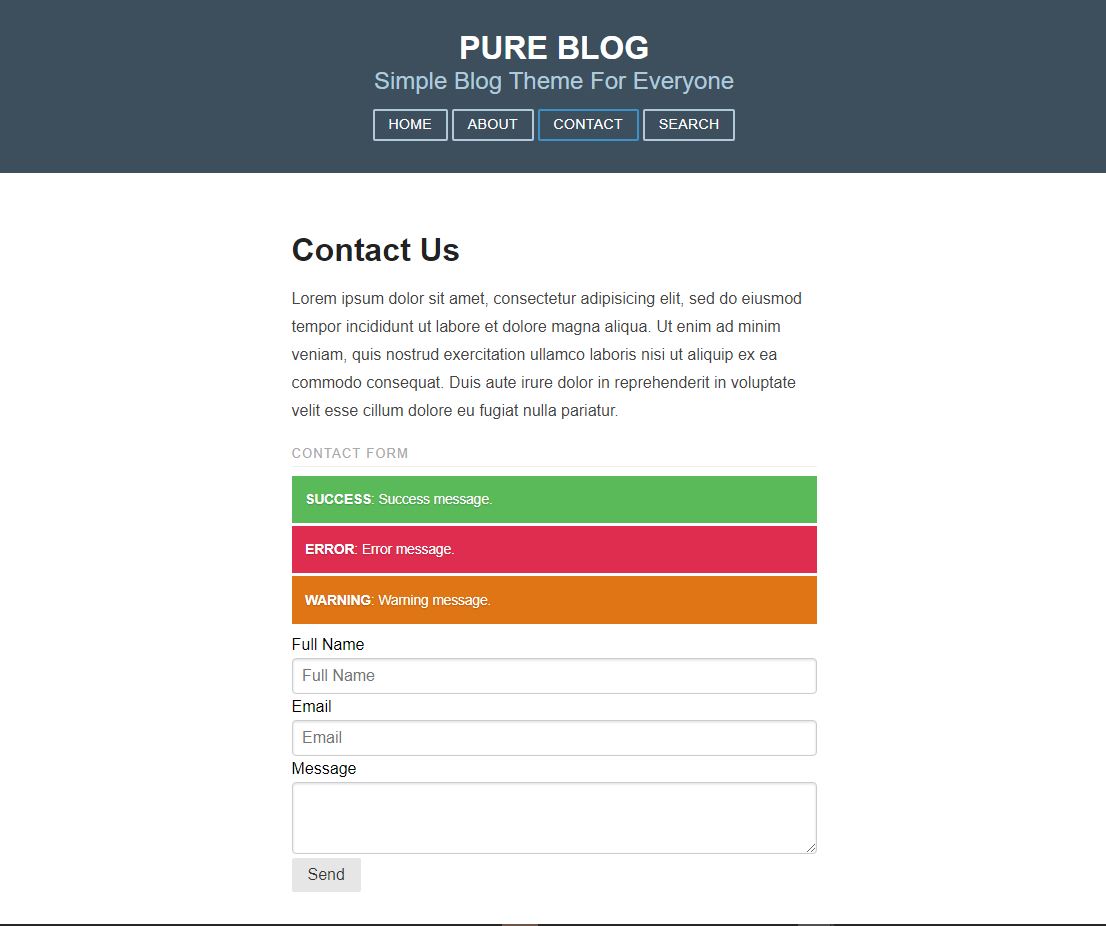 PURE BLOG
Simple Blog Theme For Everyone
HOME ABOUT CONTACT SEARCH
Contact Us
Lorem ipsum dolor sit amet, consectetur adipisicing elit, sed do eiusmod
tempor incididunt ut labore et dolore magna aliqua. Ut enim ad minim
veniam, quis nostrud exercitation ullamco laboris nisi ut aliquip ex ea
commodo consequat. Duis aute irure dolor in reprehenderit in voluptate
velit esse cillum dolore eu fugiat nulla pariatur.
CONTACT FORM
SUCCESS: Success message.
ERROR: Error message.
WARNING: Warning message.
Full Name
Full Name
Email
Email
Message
Send